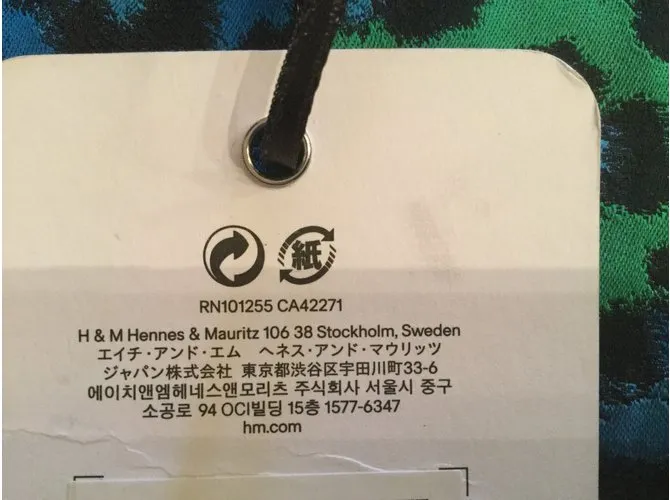 紙
RN101255 CA42271
H & M Hennes & Mauritz 106 38 Stockholm, Sweden
エイチ・アンド・エム ヘネス・アンド・マウリッツ
ジャパン株式会社 東京都渋谷区宇田川町33-6
에이치앤엠헤네스앤모리츠 주식회사 서울시 중구
소공로 94 OCI빌딩 15층 1577-6347
hm.com